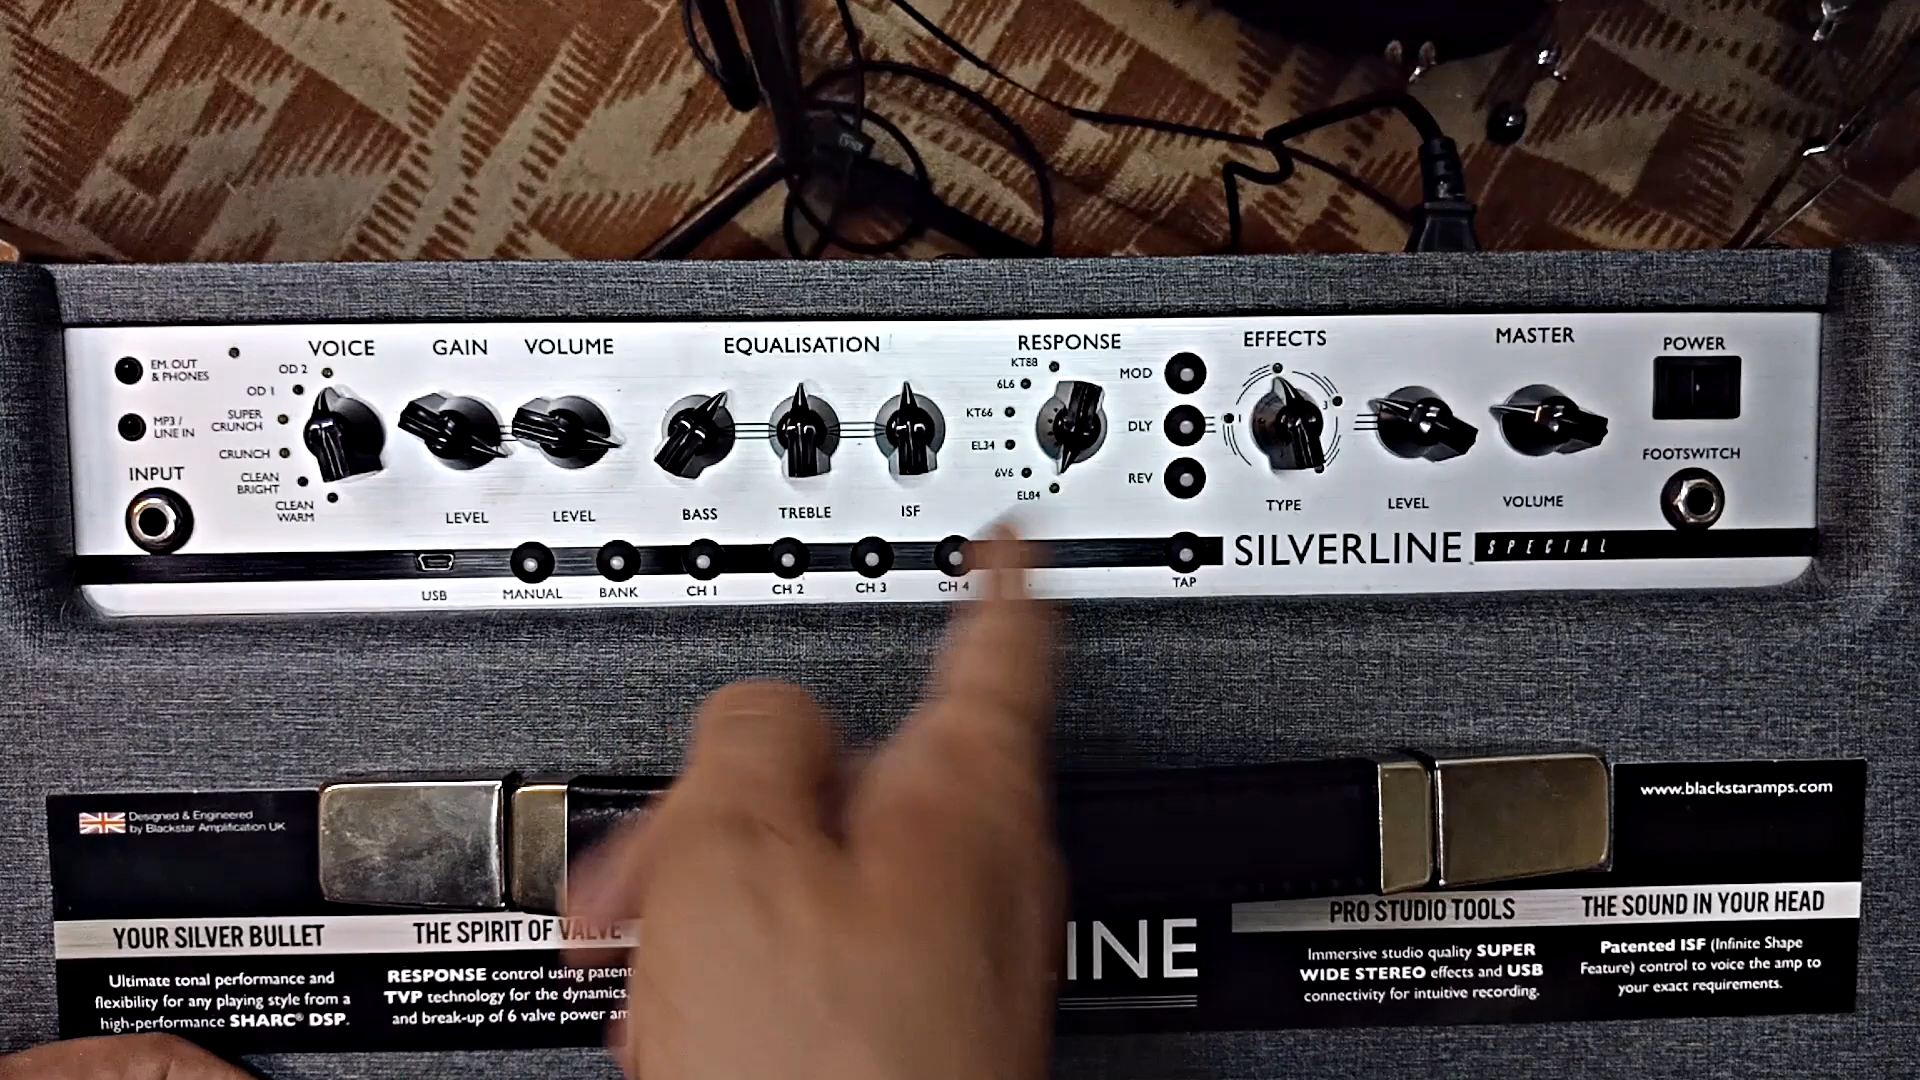 VOICE GAIN VOLUME EQUALISATION RESPONSE EFFECTS MASTER POWER
EM. OUT
& PHONES
MP3 /
LINE IN
INPUT
OD 2
OD 1
SUPER
CRUNCH
CRUNCH
CLEAN
BRIGHT
CLEAN
WARM
LEVEL LEVEL BASS TREBLE ISF
KT88
6L6
KT66
EL34
6V6
EL84
MOD
DLY
REV
1
3
TYPE LEVEL VOLUME
FOOTSWITCH
USB MANUAL BANK CH 1 CH 2 CH 3 CH 4 TAP
SILVERLINE SPECIAL
Designed & Engineered
by Blackstar Amplification UK
www.blackstaramps.com
YOUR SILVER BULLET
Ultimate tonal performance and
flexibility for any playing style from a
high-performance SHARC® DSP.
THE SPIRIT OF VALVE
RESPONSE control using patent
TVP technology for the dynamics
and break-up of 6 valve power am
INE
PRO STUDIO TOOLS
Immersive studio quality SUPER
WIDE STEREO effects and USB
connectivity for intuitive recording.
THE SOUND IN YOUR HEAD
Patented ISF (Infinite Shape
Feature) control to voice the amp to
your exact requirements.